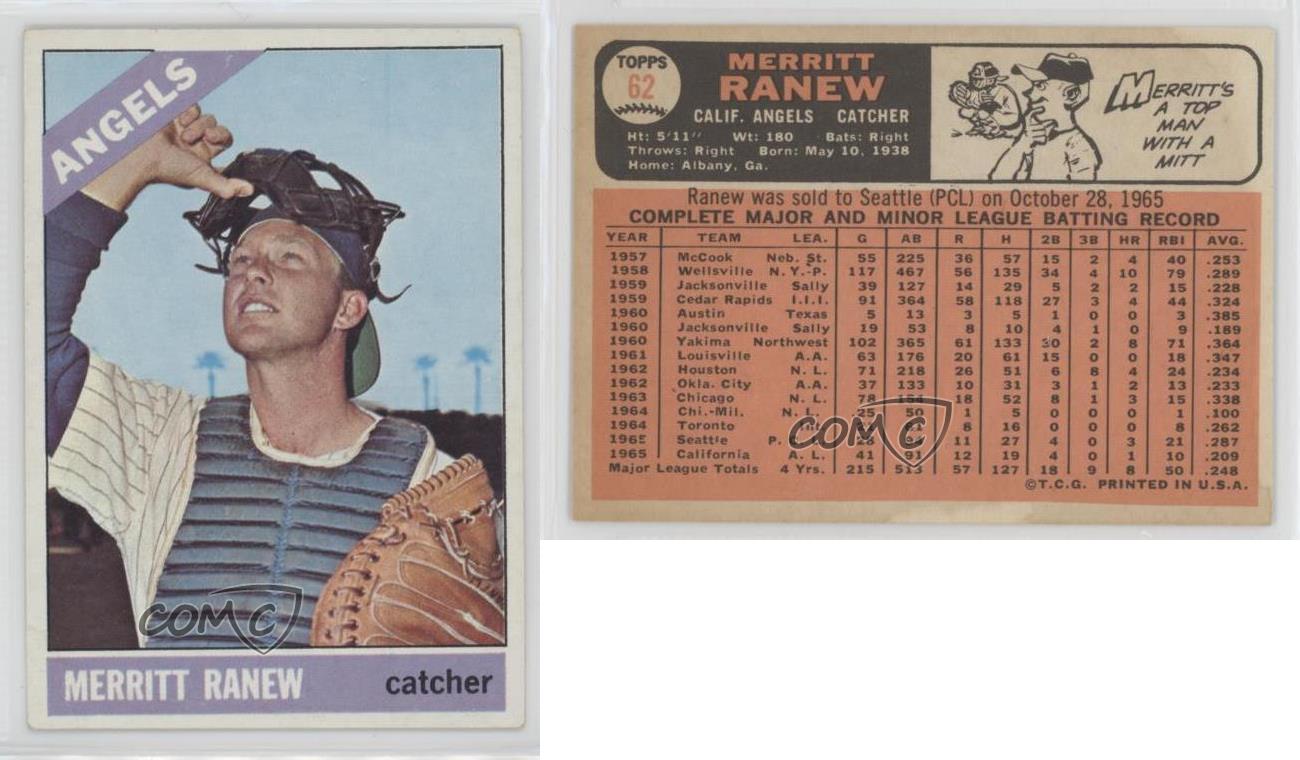 ANGELS
MERRITT RANEW catcher
COMC
TOPPS
62
MERRITT
RANEW
CALIF. ANGELS CATCHER
Ht: 5'11" Wt: 180 Bats: Right
Throws: Right Born: May 10, 1938
Home: Albany, Ga.
MERRITT'S
A TOP
MAN
WITH A
MITT
Ranew was sold to Seattle (PCL) on October 28, 1965
COMPLETE MAJOR AND MINOR LEAGUE BATTING RECORD
YEAR TEAM LEA. G AB R H 2B 3B HR RBI AVG.
1957 McCook Neb. St. 55 225 36 57 15 2 4 40 .253
1958 Wellsville N.Y.-P. 117 467 56 135 34 4 10 79 .289
1959 Jacksonville Sally 39 127 14 29 5 2 2 15 .228
1959 Cedar Rapids I.I.I. 91 364 58 118 27 3 4 44 .324
1960 Austin Texas 5 13 3 5 1 0 0 3 .385
1960 Jacksonville Sally 19 53 8 10 4 1 0 9 .189
1960 Yakima Northwest 102 365 61 133 30 2 8 71 .364
1961 Louisville A.A. 63 176 20 61 15 0 0 18 .347
1962 Houston N.L. 71 218 26 51 6 8 4 24 .234
1962 Okla. City A.A. 37 133 10 31 3 1 2 13 .233
1963 Chicago N.L. 78 154 18 52 8 1 3 15 .338
1964 Chi.-Mil. N.L. 25 50 1 5 0 0 0 1 .100
1964 Toronto Int. 61 8 16 0 0 0 8 .262
1965 Seattle P.C.L. 28 94 11 27 4 0 3 21 .287
1965 California A.L. 41 91 12 19 4 0 1 10 .209
Major League Totals 4 Yrs. 215 513 57 127 18 9 8 50 .248
©T.C.G. PRINTED IN U.S.A.
COMC